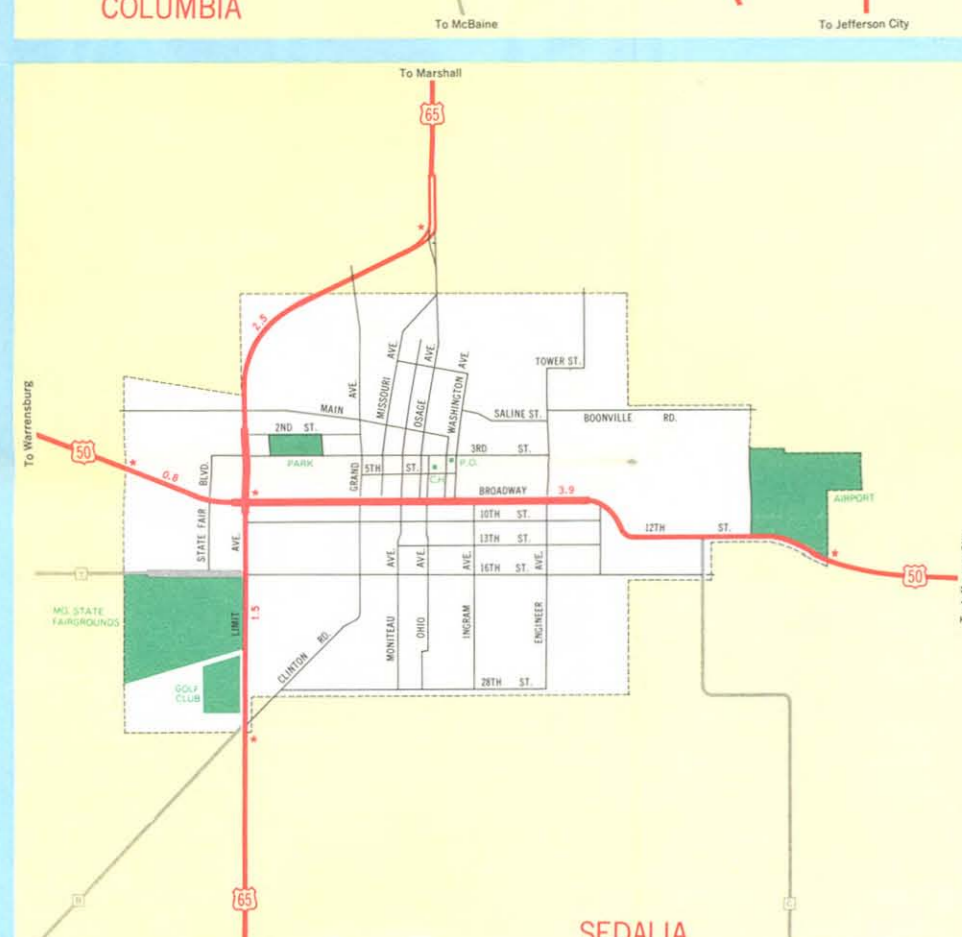 COLUMBIA
To McBaine
To Jefferson City
To Marshall
65
2.5
TOWER ST.
To Warrensburg
MAIN
AVE.
MISSOURI AVE.
OSAGE AVE.
WASHINGTON AVE.
SALINE ST.
BOONVILLE RD.
2ND ST.
PARK
50
0.8
STATE FAIR BLVD.
GRAND
5TH ST.
3RD ST.
P.O.
C.H.
BROADWAY
3.9
AIRPORT
10TH ST.
12TH ST.
13TH ST.
16TH ST.
50
MO. STATE
FAIRGROUNDS
LIMIT AVE.
1.5
CLINTON RD.
MONITEAU AVE.
OHIO AVE.
INGRAM AVE.
ENGINEER AVE.
GOLF
CLUB
28TH ST.
65
C
SEDALIA